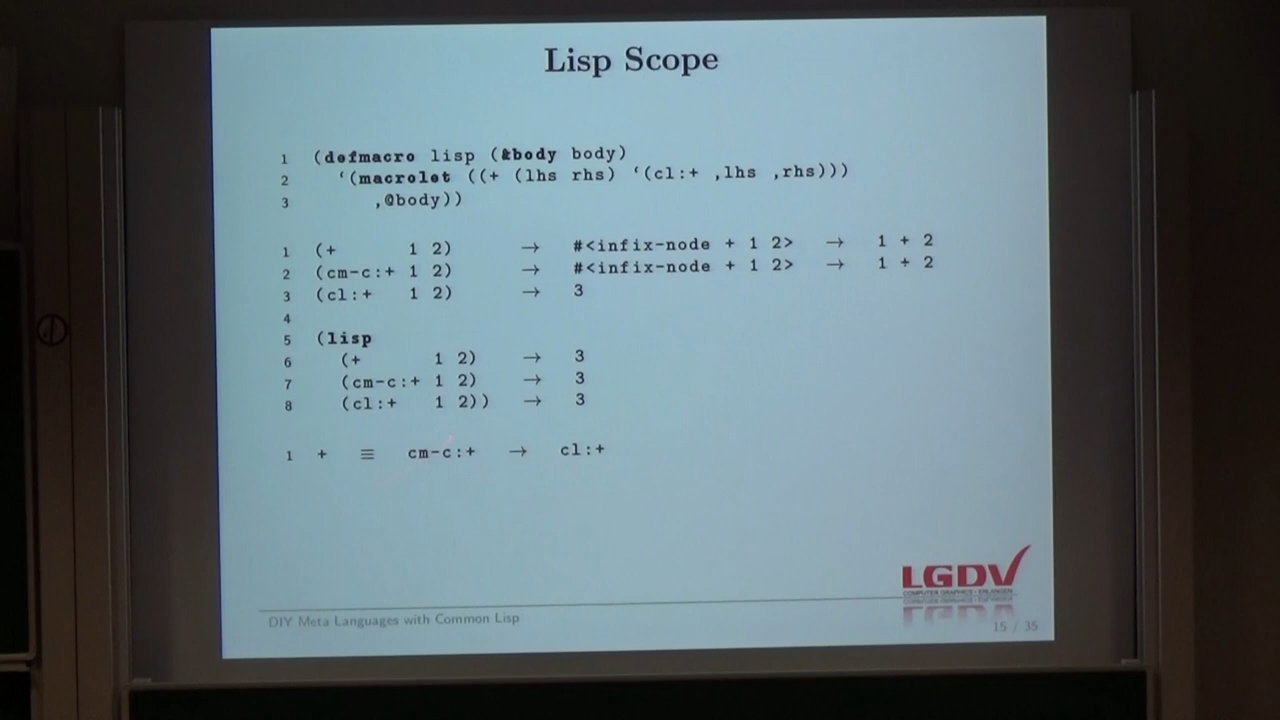 Lisp Scope
1 (defmacro lisp (&body body)
2 ‘(macrolet ((+ (lhs rhs) ‘(cl:+ ,lhs ,rhs)))
3 ,@body))
1 (+ 1 2) → #<infix-node + 1 2> → 1 + 2
2 (cm-c:+ 1 2) → #<infix-node + 1 2> → 1 + 2
3 (cl:+ 1 2) → 3
4
5 (lisp
6 (+ 1 2) → 3
7 (cm-c:+ 1 2) → 3
8 (cl:+ 1 2)) → 3
1 + ≡ cm-c:+ → cl:+
LGDV
COMPUTER GRAPHICS · ERLANGEN
DIY Meta Languages with Common Lisp
15 / 35